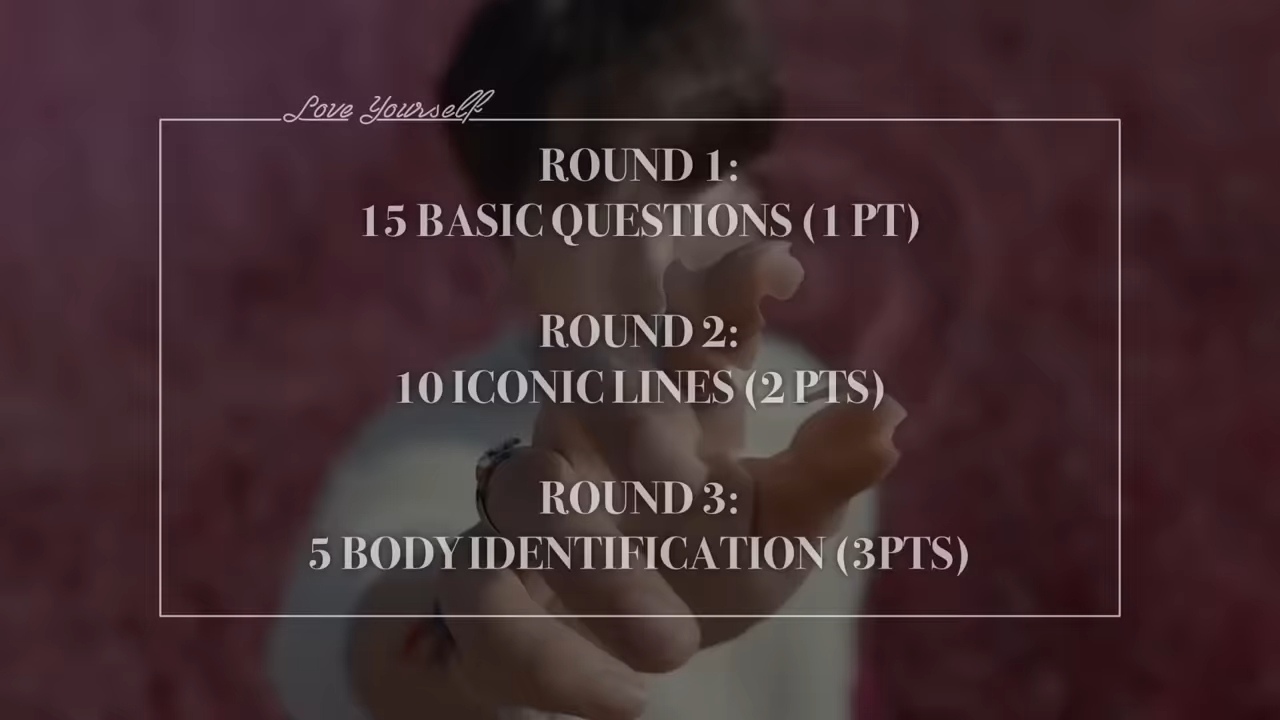 Love Yourself
ROUND 1:
15 BASIC QUESTIONS (1 PT)
ROUND 2:
10 ICONIC LINES (2 PTS)
ROUND 3:
5 BODY IDENTIFICATION (3PTS)